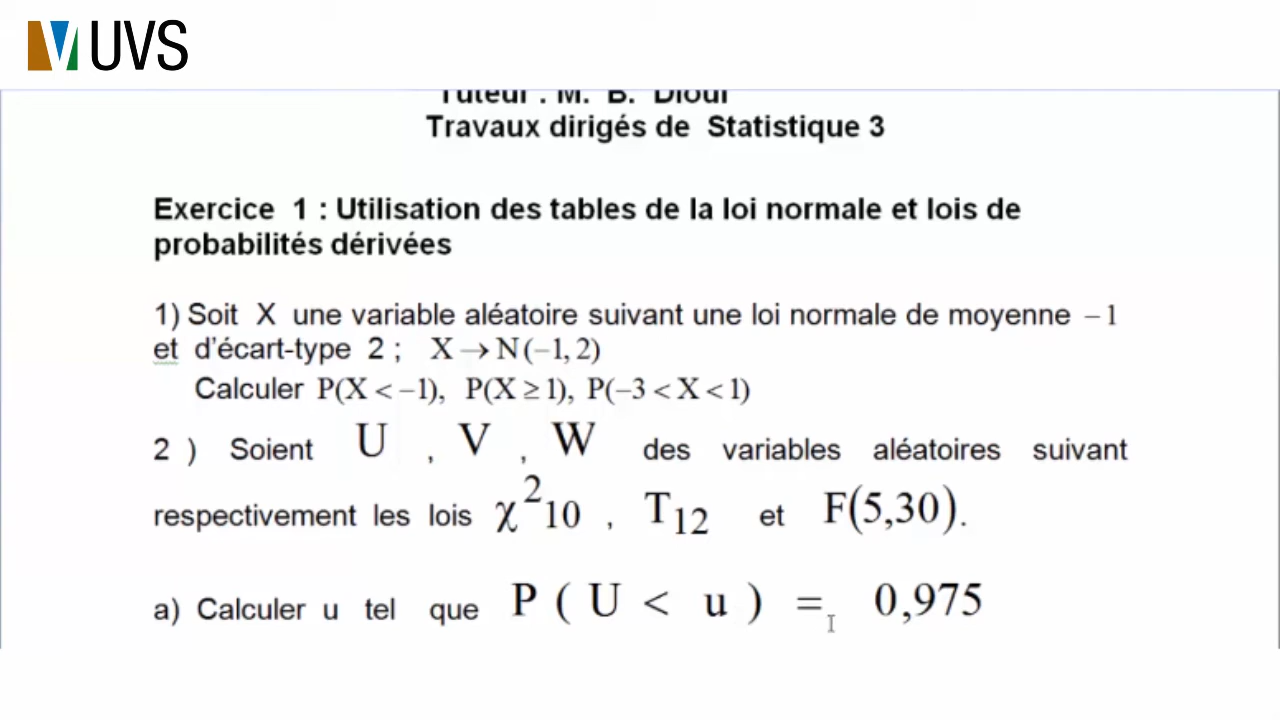 UVS
Tuteur : M. B. Diouf
Travaux dirigés de Statistique 3
Exercice 1 : Utilisation des tables de la loi normale et lois de
probabilités dérivées
1) Soit X une variable aléatoire suivant une loi normale de moyenne −1
et d'écart-type 2 ; X → N(−1, 2)
Calculer P(X < −1), P(X ≥ 1), P(−3 < X < 1)
2 ) Soient U , V , W des variables aléatoires suivant
respectivement les lois χ²10 , T₁₂ et F(5,30).
a) Calculer u tel que P ( U < u ) = 0,975